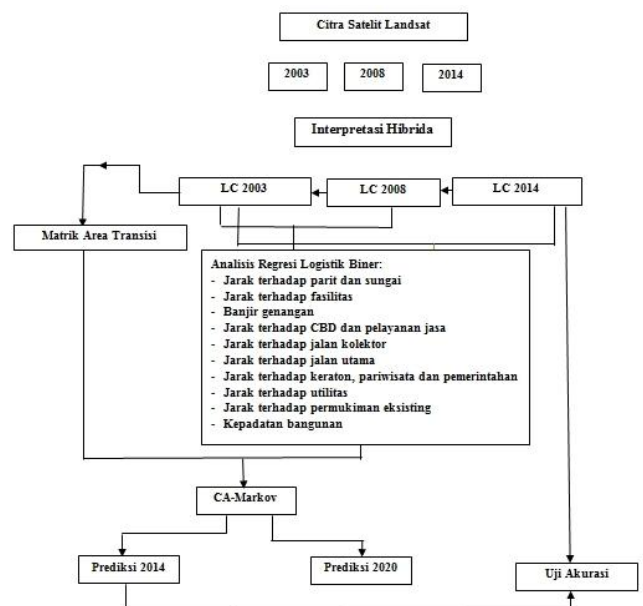 Citra Satelit Landsat
2003
2008
2014
Interpretasi Hibrida
LC 2003
LC 2008
LC 2014
Matrik Area Transisi
Analisis Regresi Logistik Biner:
- Jarak terhadap parit dan sungai
- Jarak terhadap fasilitas
- Banjir genangan
- Jarak terhadap CBD dan pelayanan jasa
- Jarak terhadap jalan kolektor
- Jarak terhadap jalan utama
- Jarak terhadap keraton, pariwisata dan pemerintahan
- Jarak terhadap utilitas
- Jarak terhadap permukiman eksisting
- Kepadatan bangunan
CA-Markov
Prediksi 2014
Prediksi 2020
Uji Akurasi